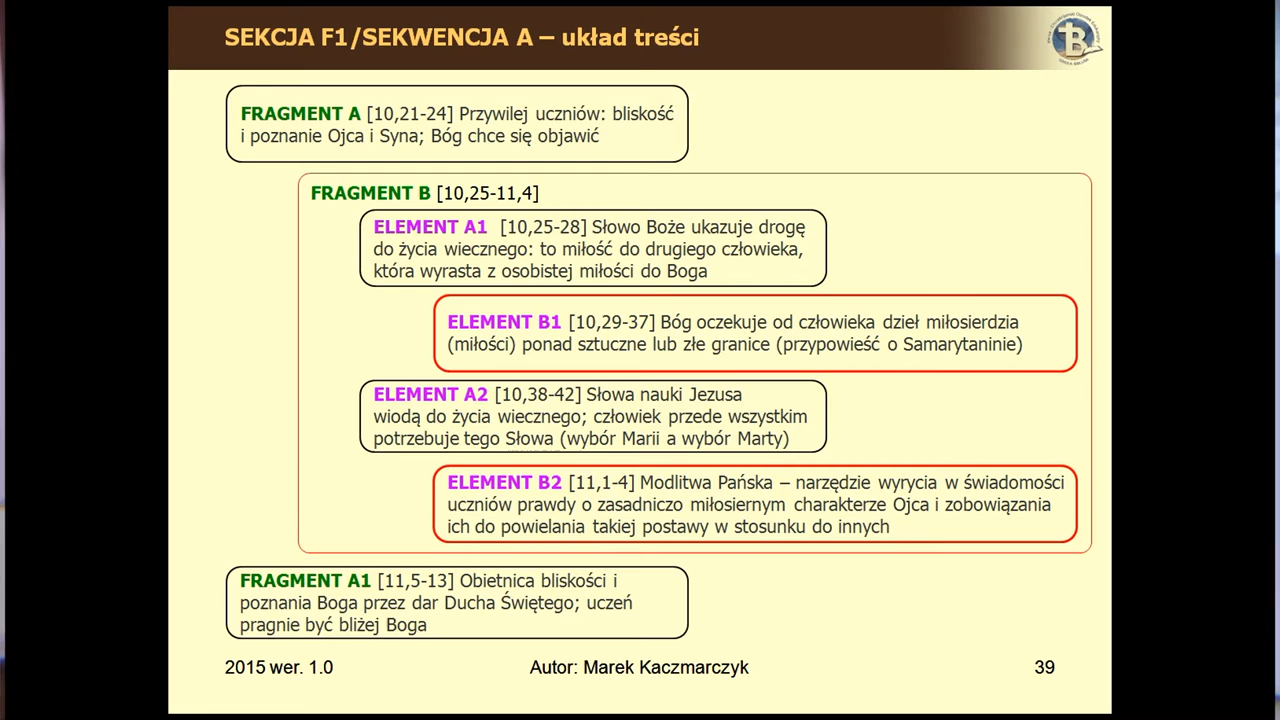 SEKCJA F1/SEKWENCJA A – układ treści
FRAGMENT A [10,21-24] Przywilej uczniów: bliskość
i poznanie Ojca i Syna; Bóg chce się objawić
FRAGMENT B [10,25-11,4]
ELEMENT A1 [10,25-28] Słowo Boże ukazuje drogę
do życia wiecznego: to miłość do drugiego człowieka,
która wyrasta z osobistej miłości do Boga
ELEMENT B1 [10,29-37] Bóg oczekuje od człowieka dzieł miłosierdzia
(miłości) ponad sztuczne lub złe granice (przypowieść o Samarytaninie)
ELEMENT A2 [10,38-42] Słowa nauki Jezusa
wiodą do życia wiecznego; człowiek przede wszystkim
potrzebuje tego Słowa (wybór Marii a wybór Marty)
ELEMENT B2 [11,1-4] Modlitwa Pańska – narzędzie wyrycia w świadomości
uczniów prawdy o zasadniczo miłosiernym charakterze Ojca i zobowiązania
ich do powielania takiej postawy w stosunku do innych
FRAGMENT A1 [11,5-13] Obietnica bliskości i
poznania Boga przez dar Ducha Świętego; uczeń
pragnie być bliżej Boga
2015 wer. 1.0 Autor: Marek Kaczmarczyk 39